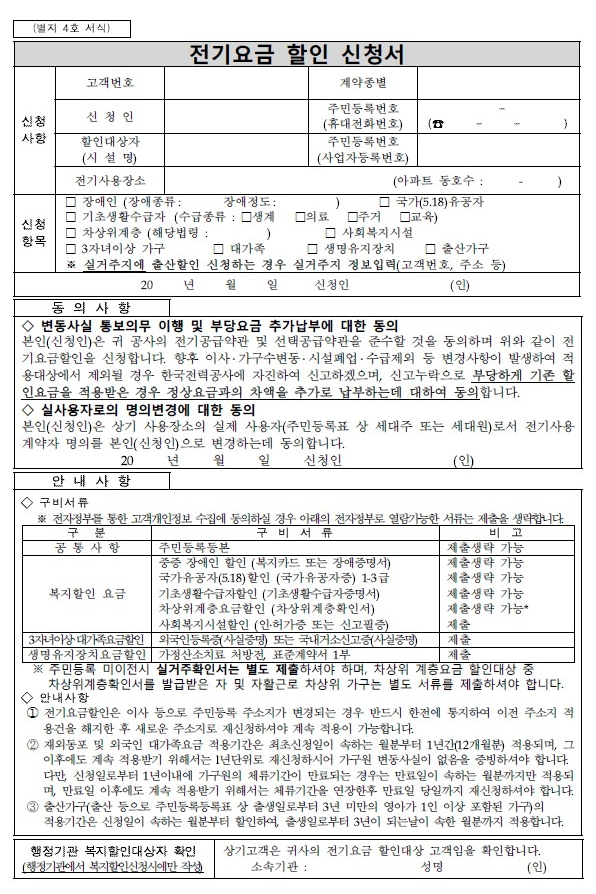 (별지 4호 서식)
전기요금 할인 신청서
신청 사항
고객번호
계약종별
신 청 인
주민등록번호
(휴대전화번호)
-
(☎ - - )
할인대상자
(시 설 명)
주민등록번호
(사업자등록번호)
전기사용장소
(아파트 동호수 : - )
신청 항목
□ 장애인 (장애종류: 장애정도: ) □ 국가(5.18)유공자
□ 기초생활수급자 (수급종류 : □생계 □의료 □주거 □교육)
□ 차상위계층 (해당법령 : ) □ 사회복지시설
□ 3자녀이상 가구 □ 대가족 □ 생명유지장치 □ 출산가구
※ 실거주지에 출산할인 신청하는 경우 실거주지 정보입력(고객번호, 주소 등)
20 년 월 일 신청인 (인)
동 의 사 항
◇ 변동사실 통보의무 이행 및 부당요금 추가납부에 대한 동의
본인(신청인)은 귀 공사의 전기공급약관 및 선택공급약관을 준수할 것을 동의하며 위와 같이 전
기요금할인을 신청합니다. 향후 이사·가구수변동·시설폐업·수급제외 등 변경사항이 발생하여 적
용대상에서 제외될 경우 한국전력공사에 자진하여 신고하겠으며, 신고누락으로 부당하게 기존 할
인요금을 적용받은 경우 정상요금과의 차액을 추가로 납부하는데 대하여 동의합니다.
◇ 실사용자로의 명의변경에 대한 동의
본인(신청인)은 상기 사용장소의 실제 사용자(주민등록표 상 세대주 또는 세대원)로서 전기사용
계약자 명의를 본인(신청인)으로 변경하는데 동의합니다.
20 년 월 일 신청인 (인)
안 내 사 항
◇ 구비서류
※ 전자정부를 통한 고객개인정보 수집에 동의하실 경우 아래의 전자정부로 열람가능한 서류는 제출을 생략합니다.
구 분 구 비 서 류 비 고
공 통 사 항 주민등록등본 제출생략 가능
복지할인 요금
중증 장애인 할인 (복지카드 또는 장애증명서) 제출생략 가능
국가유공자(5.18)할인 (국가유공자증) 1-3급 제출생략 가능
기초생활수급자할인 (기초생활수급자증명서) 제출생략 가능
차상위계층요금할인 (차상위계층확인서) 제출생략 가능*
사회복지시설할인 (인·허가증 또는 신고필증) 제출
3자녀이상·대가족요금할인 외국인등록증(사실증명) 또는 국내거소신고증(사실증명) 제출
생명유지장치요금할인 가정산소치료 처방전, 표준계약서 1부 제출
※ 주민등록 미이전시 실거주확인서는 별도 제출하셔야 하며, 차상위 계층요금 할인대상 중
차상위계층확인서를 발급받은 자 및 자활근로 차상위 가구는 별도 서류를 제출하셔야 합니다.
◇ 안내사항
① 전기요금할인은 이사 등으로 주민등록 주소지가 변경되는 경우 반드시 한전에 통지하여 이전 주소지 적
용건을 해지한 후 새로운 주소지로 재신청하셔야 계속 적용이 가능합니다.
② 재외동포 및 외국인 대가족요금 적용기간은 최초신청일이 속하는 월분부터 1년간(12개월분) 적용되며, 그
이후에도 계속 적용받기 위해서는 1년단위로 재신청하시어 가구원 변동사실이 없음을 증빙하셔야 합니다.
다만, 신청일로부터 1년이내에 가구원의 체류기간이 만료되는 경우는 만료일이 속하는 월분까지만 적용되
며, 만료일 이후에도 계속 적용받기 위해서는 체류기간을 연장한후 만료일 당일까지 재신청하셔야 합니다.
③ 출산가구(출산 등으로 주민등록등표 상 출생일로부터 3년 미만의 영아가 1인 이상 포함된 가구)의
적용기간은 신청일이 속하는 월분부터 할인하여, 출생일로부터 3년이 되는날이 속한 월분까지 적용합니다.
행정기관 복지할인대상자 확인
(행정기관에서 복지할인신청시에만 작성)
상기고객은 귀사의 전기요금 할인대상 고객임을 확인합니다.
소속기관 : 성명 (인)